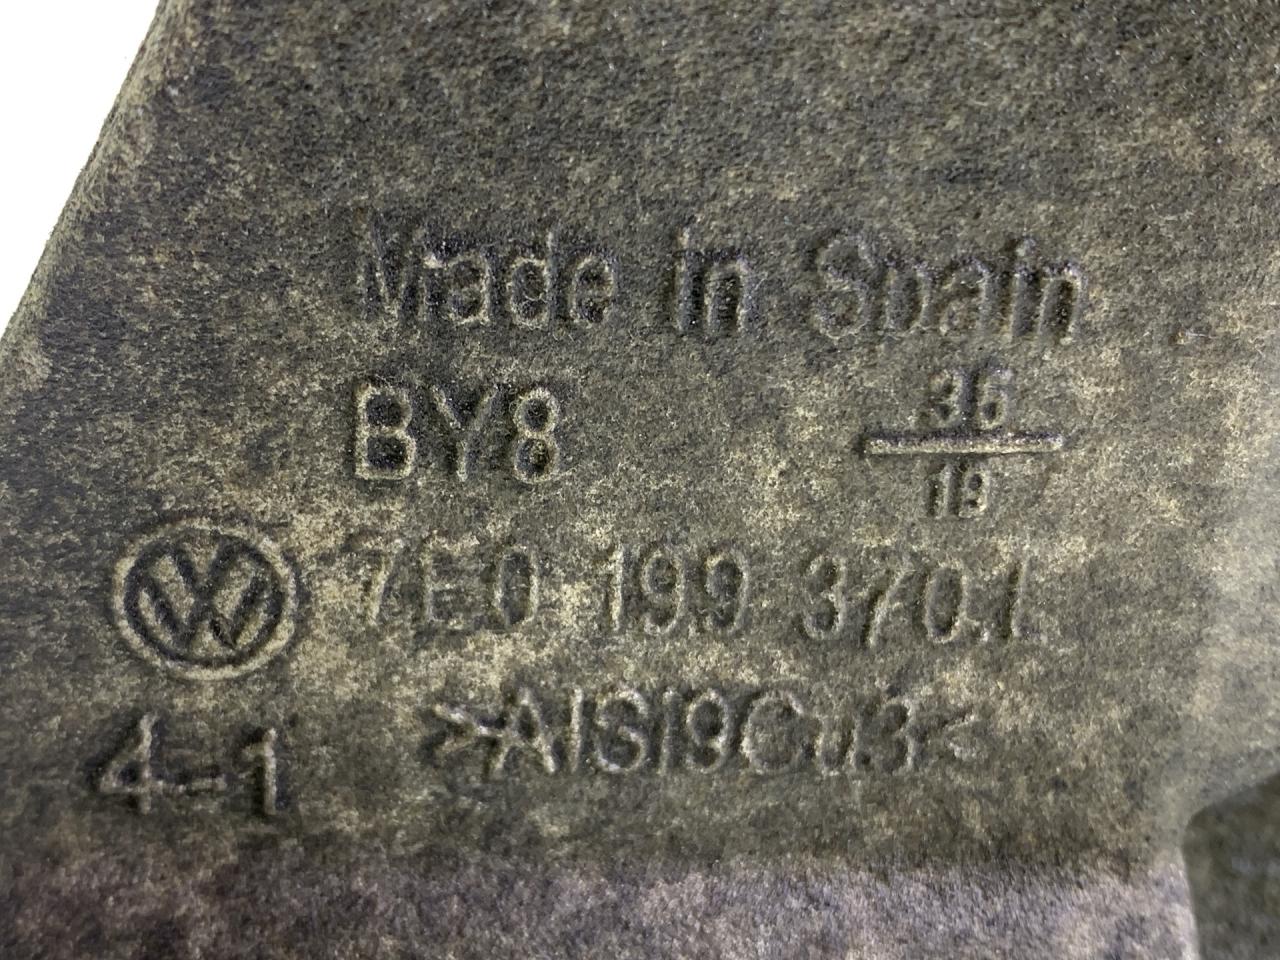 Made in Spain
BY8
36
19
7E0 199 370.L
>AlSi9Cu3<
4-1